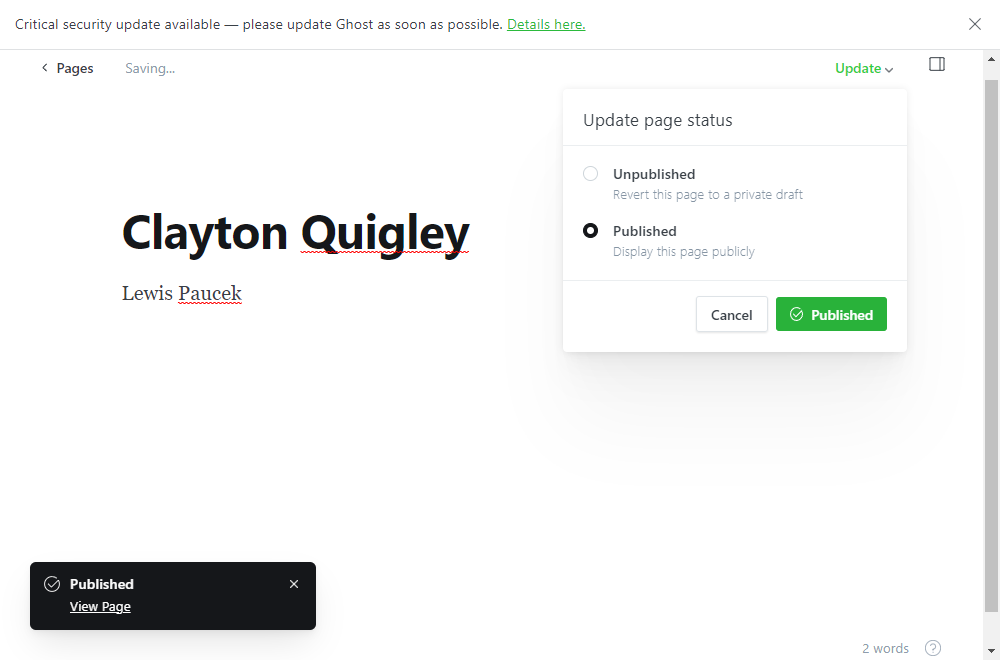 Critical security update available — please update Ghost as soon as possible. Details here.
Pages
Saving...
Update
Update page status
Unpublished
Revert this page to a private draft
Published
Display this page publicly
Cancel
Published
Clayton Quigley
Lewis Paucek
Published
View Page
2 words
?